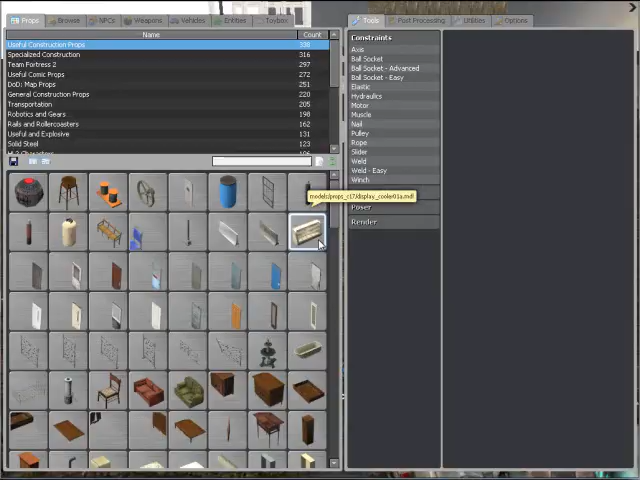 Props Browse NPCs Weapons Vehicles Entities Toybox
Name Count
Useful Construction Props 338
Specialized Construction 316
Team Fortress 2 297
Useful Comic Props 272
DoD: Map Props 251
General Construction Props 220
Transportation 205
Robotics and Gears 198
Rails and Rollercoasters 162
Useful and Explosive 131
Solid Steel 123
models/props_c17/display_cooler01a.mdl
Tools Post Processing Utilities Options
Constraints
Axis
Ball Socket
Ball Socket - Advanced
Ball Socket - Easy
Elastic
Hydraulics
Motor
Muscle
Nail
Pulley
Rope
Slider
Weld
Weld - Easy
Winch
Poser
Render